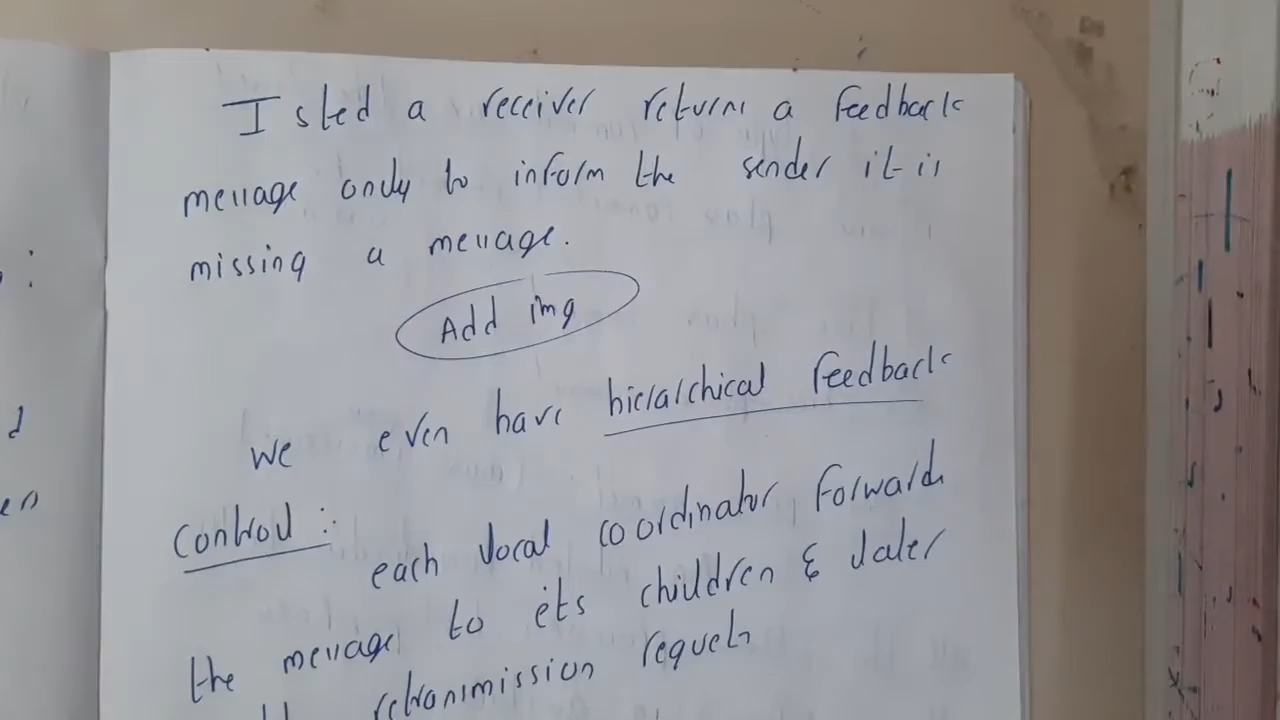 Isted a receiver returns a feedback
message only to inform the sender it is
missing a message.
Add img
we even have hierarchical feedback
Control :
each local coordinator forwards
the message to its children & later
retranmission requests